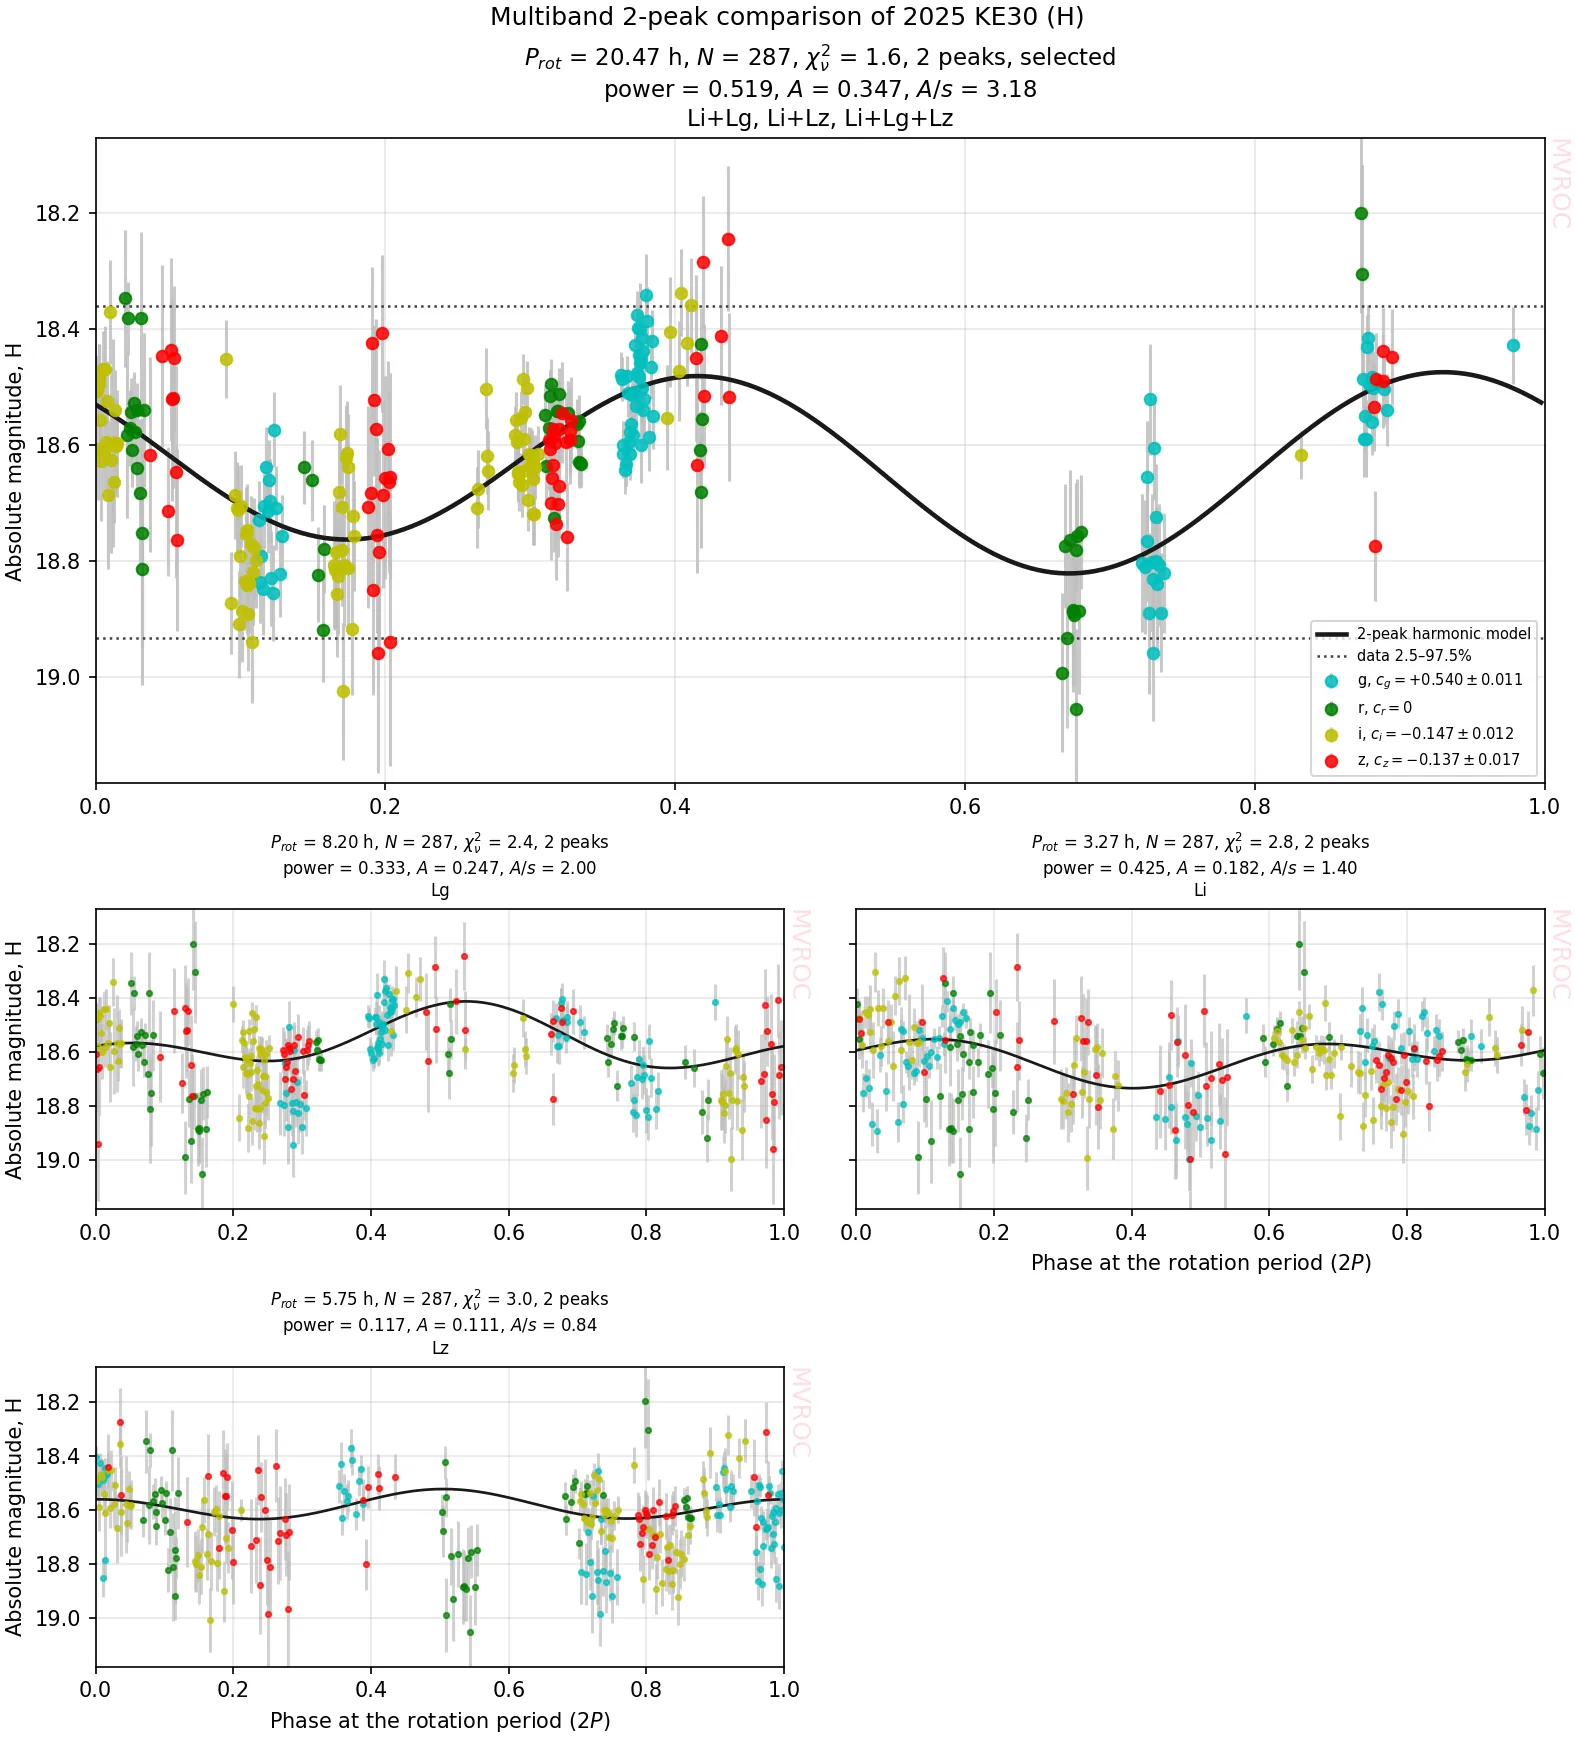 Multiband 2-peak comparison of 2025 KE30 (H)
P_rot = 20.47 h, N = 287, χ²_ν = 1.6, 2 peaks, selected
power = 0.519, A = 0.347, A/s = 3.18
Li+Lg, Li+Lz, Li+Lg+Lz
MVROC
Absolute magnitude, H
18.2
18.4
18.6
18.8
19.0
0.0 0.2 0.4 0.6 0.8 1.0
2-peak harmonic model
data 2.5–97.5%
g, c_g = +0.540 ± 0.011
r, c_r = 0
i, c_i = −0.147 ± 0.012
z, c_z = −0.137 ± 0.017
P_rot = 8.20 h, N = 287, χ²_ν = 2.4, 2 peaks
power = 0.333, A = 0.247, A/s = 2.00
Lg
MVROC
Absolute magnitude, H
18.2
18.4
18.6
18.8
19.0
0.0 0.2 0.4 0.6 0.8 1.0
P_rot = 3.27 h, N = 287, χ²_ν = 2.8, 2 peaks
power = 0.425, A = 0.182, A/s = 1.40
Li
MVROC
0.0 0.2 0.4 0.6 0.8 1.0
Phase at the rotation period (2P)
P_rot = 5.75 h, N = 287, χ²_ν = 3.0, 2 peaks
power = 0.117, A = 0.111, A/s = 0.84
Lz
MVROC
Absolute magnitude, H
18.2
18.4
18.6
18.8
19.0
0.0 0.2 0.4 0.6 0.8 1.0
Phase at the rotation period (2P)